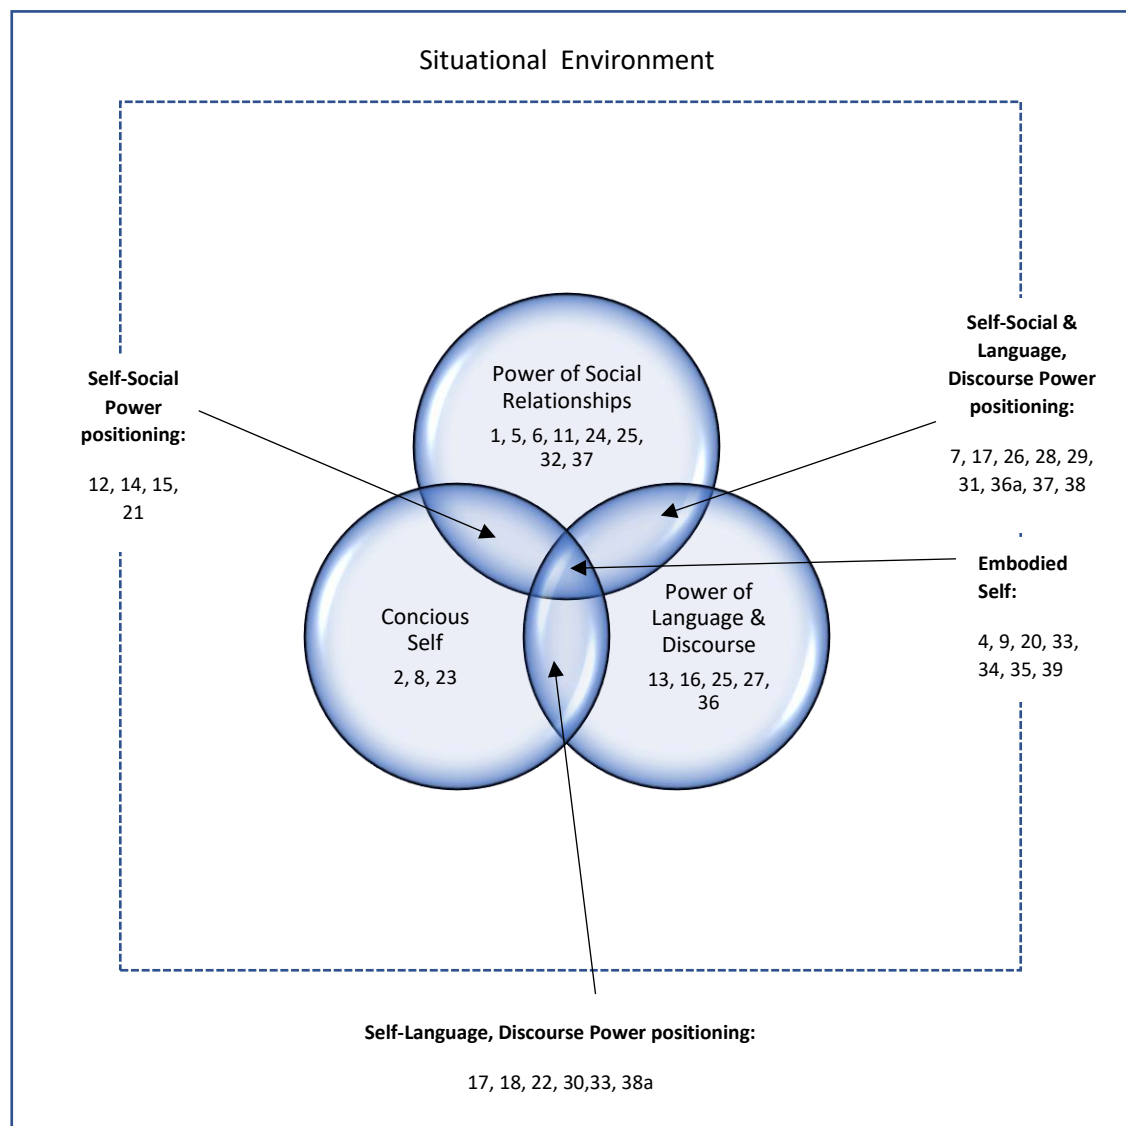 Situational Environment
Power of Social
Relationships
1, 5, 6, 11, 24, 25,
32, 37
Self-Social
Power
positioning:
12, 14, 15,
21
Self-Social &
Language,
Discourse Power
positioning:
7, 17, 26, 28, 29,
31, 36a, 37, 38
Embodied
Self:
4, 9, 20, 33,
34, 35, 39
Concious
Self
2, 8, 23
Power of
Language &
Discourse
13, 16, 25, 27,
36
Self-Language, Discourse Power positioning:
17, 18, 22, 30,33, 38a